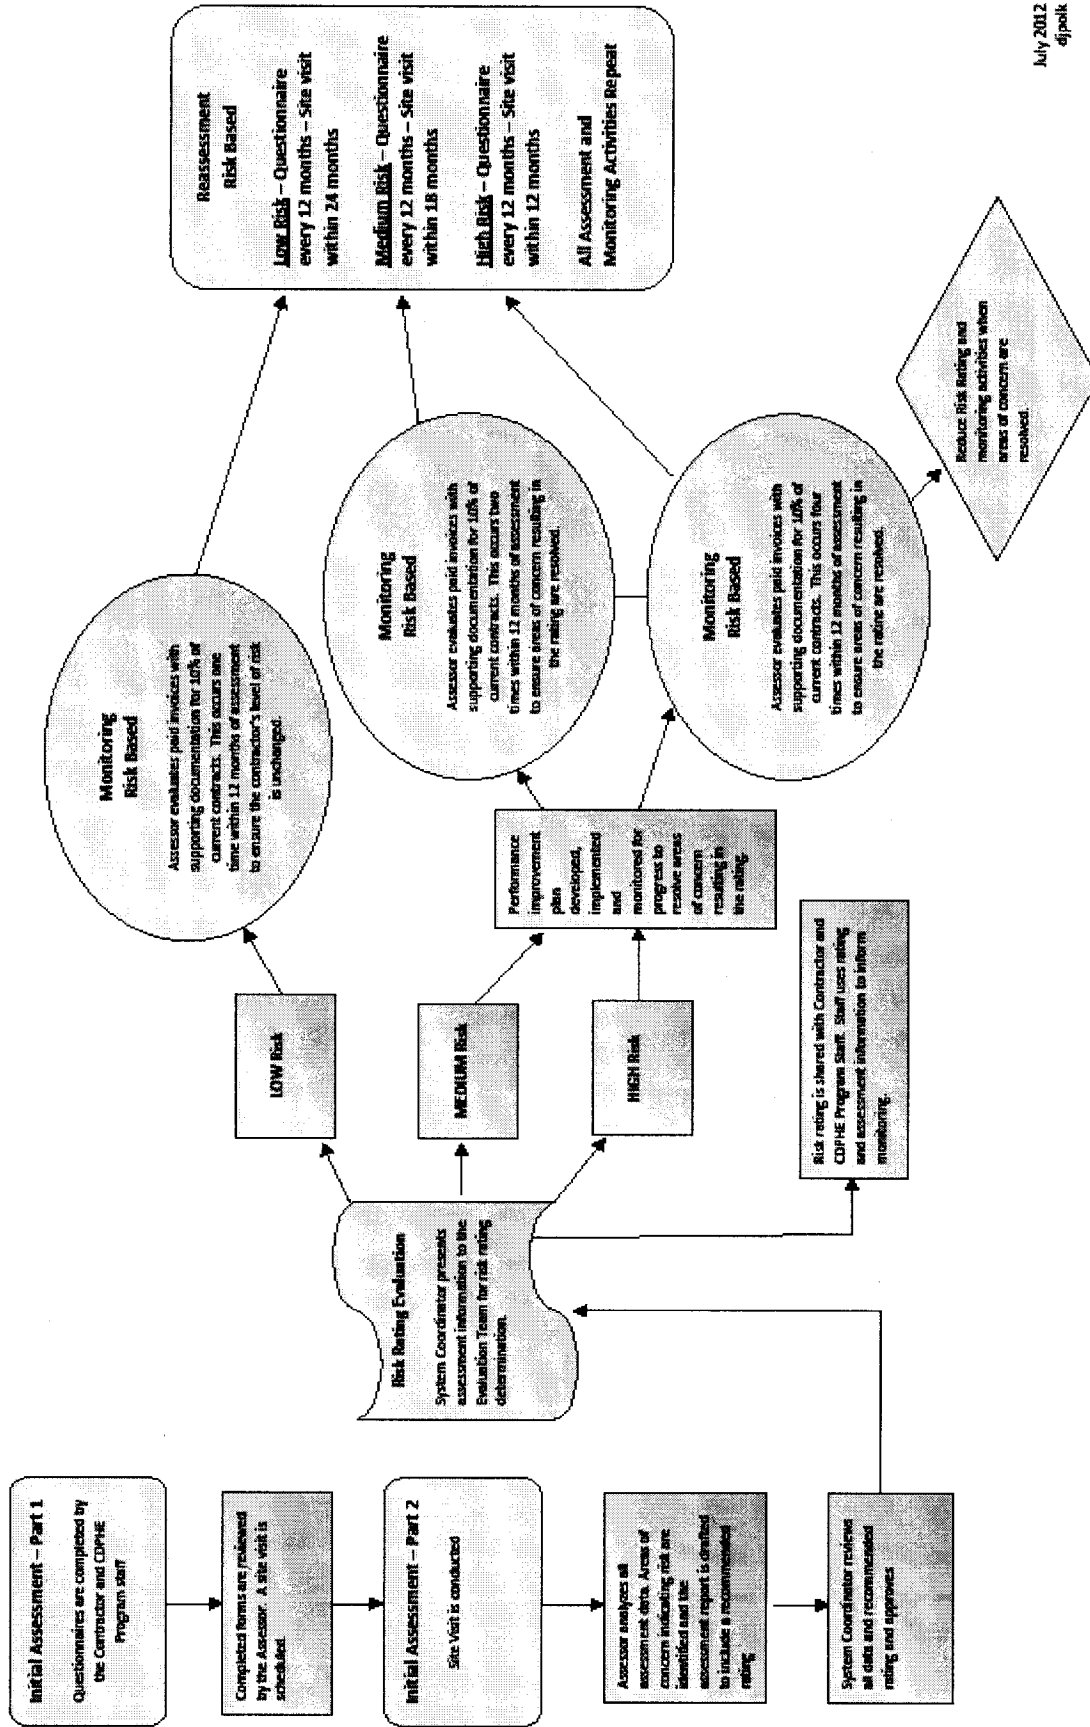 Initial Assessment – Part 1
Questionnaires are completed by
the Contractor and CDPHE
Program staff
Completed forms are reviewed
by the Assessor. A site visit is
scheduled.
Initial Assessment – Part 2
Site Visit is conducted
Assessor analyzes all
assessment data. Areas of
concern indicating risk are
identified and the
assessment report is drafted
to include a recommended
rating
System Coordinator reviews
all data and recommended
rating and approves
Risk Rating Evaluation
System Coordinator presents
assessment information to the
Evaluation Team for risk rating
determination.
LOW Risk
MEDIUM Risk
HIGH Risk
Risk rating is shared with Contractor and
CDPHE Program Staff. Staff uses rating
and assessment information to inform
monitoring.
Performance
improvement
plan
developed,
implemented
and
monitored for
progress to
resolve areas
of concern
resulting in
the rating.
Monitoring
Risk Based
Assessor evaluates paid invoices with
supporting documentation for 10% of
current contracts. This occurs one
time within 12 months of assessment
to ensure the contractor's level of risk
is unchanged.
Monitoring
Risk Based
Assessor evaluates paid invoices with
supporting documentation for 10% of
current contracts. This occurs two
times within 12 months of assessment
to ensure areas of concern resulting in
the rating are resolved.
Monitoring
Risk Based
Assessor evaluates paid invoices with
supporting documentation for 10% of
current contracts. This occurs four
times within 12 months of assessment
to ensure areas of concern resulting in
the rating are resolved.
Reassessment
Risk Based
Low Risk – Questionnaire
every 12 months – Site visit
within 24 months
Medium Risk – Questionnaire
every 12 months – Site visit
within 18 months
High Risk – Questionnaire
every 12 months – Site visit
within 12 months
All Assessment and
Monitoring Activities Repeat
Reduce Risk Rating and
monitoring activities when
areas of concern are
resolved.
July 2012
djpolk